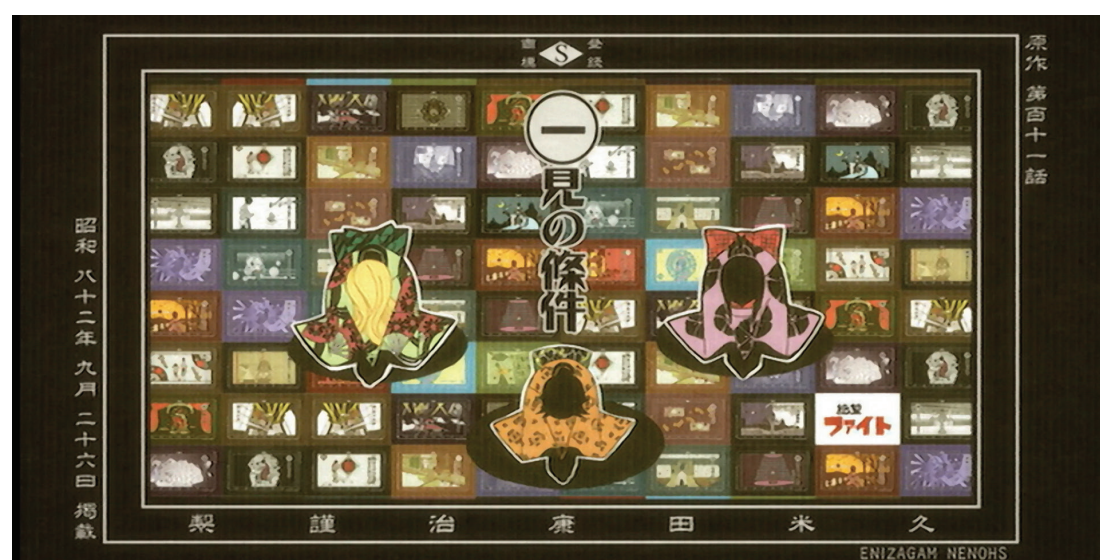 登録 S 商標
原作 第百十一話
一見の條件
ファイト
昭和 八十二年 九月 二十六日 掲載
久米田康治謹製
ENIZAGAM NENOHS